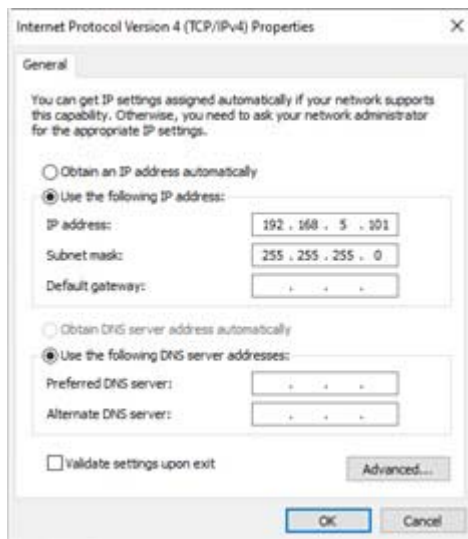 Internet Protocol Version 4 (TCP/IPv4) Properties
General
You can get IP settings assigned automatically if your network supports
this capability. Otherwise, you need to ask your network administrator
for the appropriate IP settings.
Obtain an IP address automatically
Use the following IP address:
IP address: 192 . 168 . 5 . 101
Subnet mask: 255 . 255 . 255 . 0
Default gateway: . . .
Obtain DNS server address automatically
Use the following DNS server addresses:
Preferred DNS server: . . .
Alternate DNS server: . . .
Validate settings upon exit
Advanced...
OK Cancel